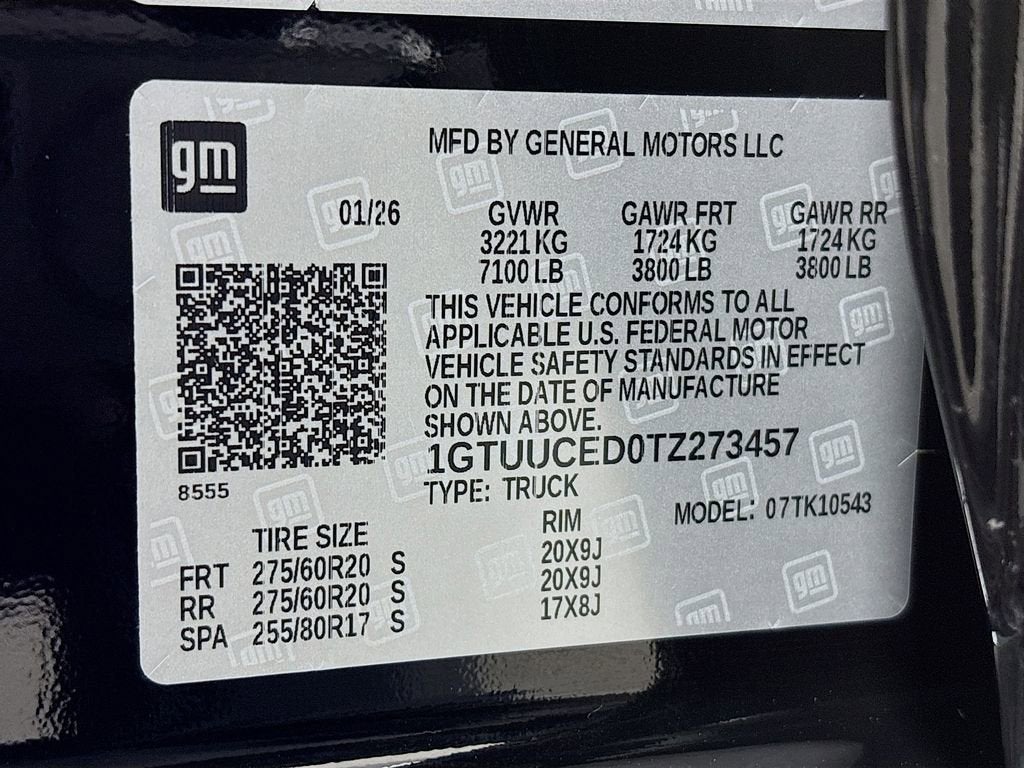 gm
MFD BY GENERAL MOTORS LLC
01/26 GVWR GAWR FRT GAWR RR
3221 KG 1724 KG 1724 KG
7100 LB 3800 LB 3800 LB
THIS VEHICLE CONFORMS TO ALL
APPLICABLE U.S. FEDERAL MOTOR
VEHICLE SAFETY STANDARDS IN EFFECT
ON THE DATE OF MANUFACTURE
SHOWN ABOVE.
1GTUUCED0TZ273457
8555
TYPE: TRUCK
MODEL: 07TK10543
TIRE SIZE RIM
FRT 275/60R20 S 20X9J
RR 275/60R20 S 20X9J
SPA 255/80R17 S 17X8J